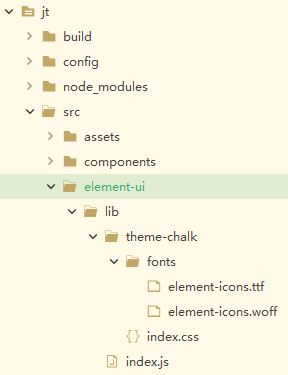 jt
build
config
node_modules
src
assets
components
element-ui
lib
theme-chalk
fonts
element-icons.ttf
element-icons.woff
index.css
index.js